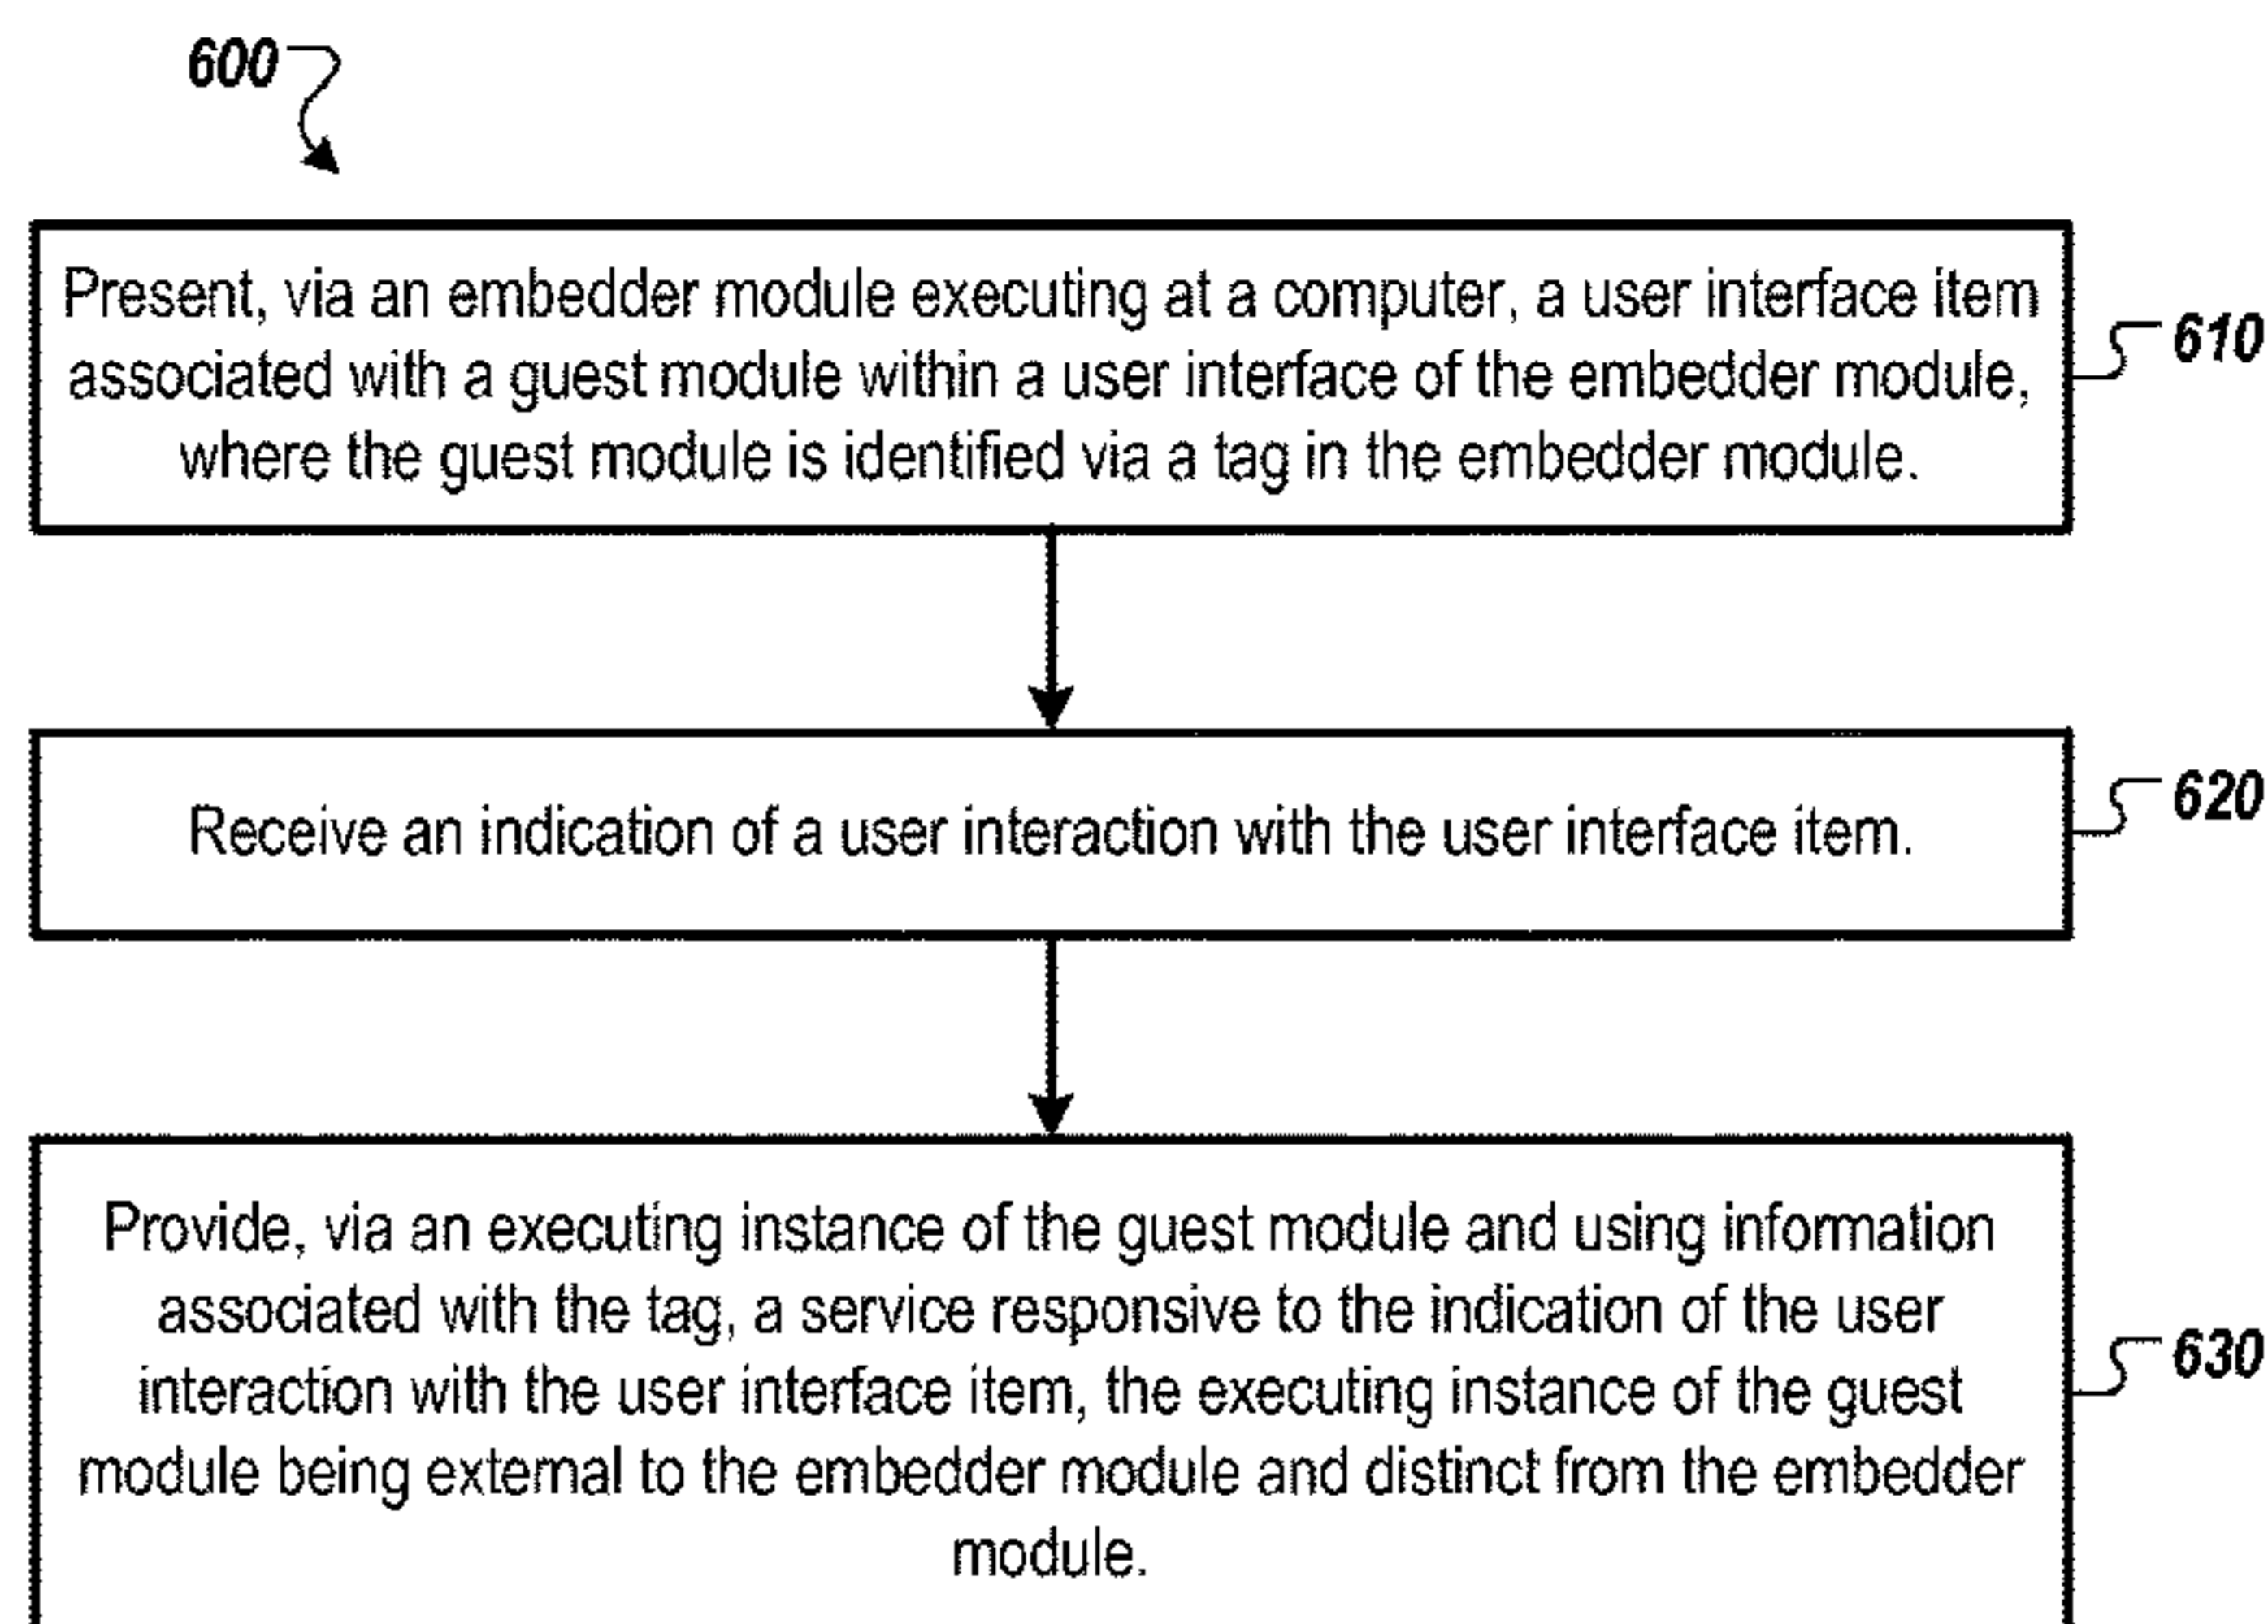 600
Present, via an embedder module executing at a computer, a user interface item
associated with a guest module within a user interface of the embedder module,
where the guest module is identified via a tag in the embedder module.
610
Receive an indication of a user interaction with the user interface item.
620
Provide, via an executing instance of the guest module and using information
associated with the tag, a service responsive to the indication of the user
interaction with the user interface item, the executing instance of the guest
module being external to the embedder module and distinct from the embedder
module.
630